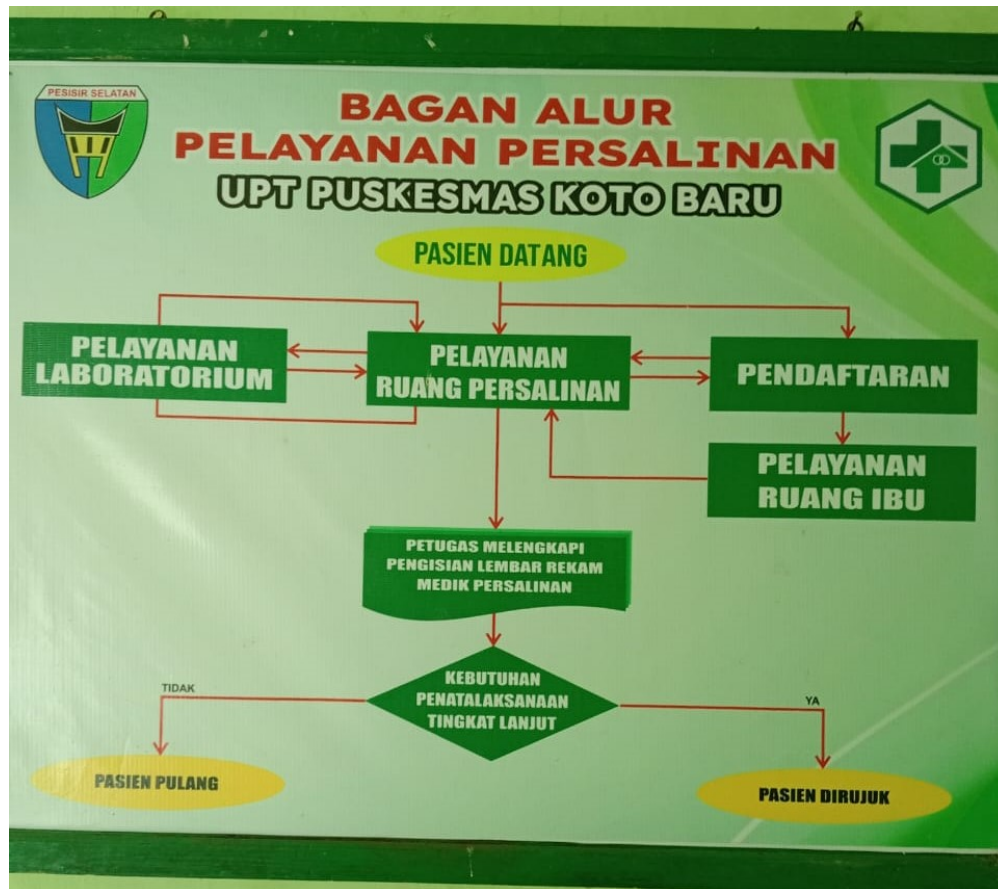 PESISIR SELATAN
BAGAN ALUR
PELAYANAN PERSALINAN
UPT PUSKESMAS KOTO BARU
PASIEN DATANG
PELAYANAN
LABORATORIUM
PELAYANAN
RUANG PERSALINAN
PENDAFTARAN
PELAYANAN
RUANG IBU
PETUGAS MELENGKAPI
PENGISIAN LEMBAR REKAM
MEDIK PERSALINAN
KEBUTUHAN
PENATALAKSANAAN
TINGKAT LANJUT
TIDAK
YA
PASIEN PULANG
PASIEN DIRUJUK